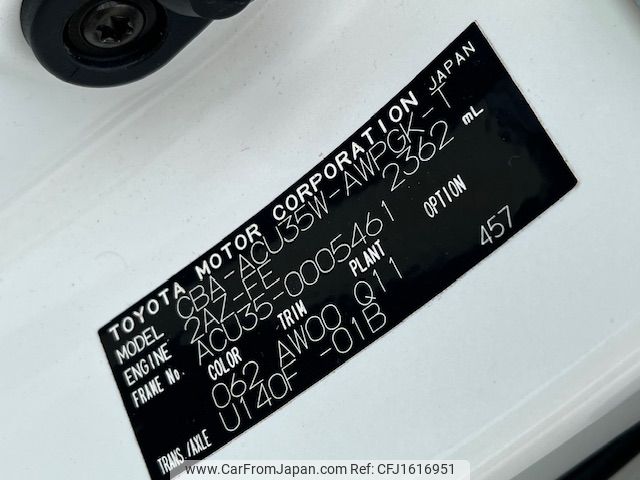 TOYOTA MOTOR CORPORATION JAPAN
MODEL CBA-ACU35W-AWPGK-T
ENGINE 2AZ-FE 2362 mL
FRAME No. ACU35-0005461
COLOR TRIM PLANT OPTION
062 AW00 Q11 457
TRANS./AXLE U140F -01B
www.CarFromJapan.com | CFJ1616951